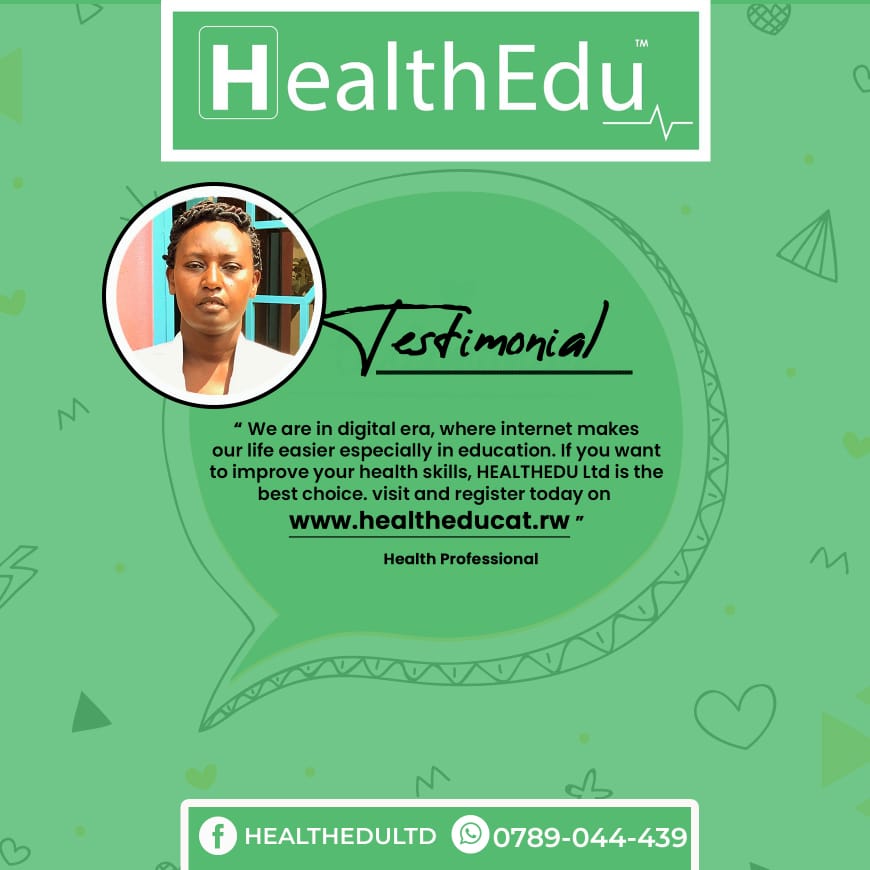 HealthEdu™
Testimonial
“ We are in digital era, where internet makes
our life easier especially in education. If you want
to improve your health skills, HEALTHEDU Ltd is the
best choice. visit and register today on
www.healtheducat.rw ”
Health Professional
HEALTHEDULTD 0789-044-439